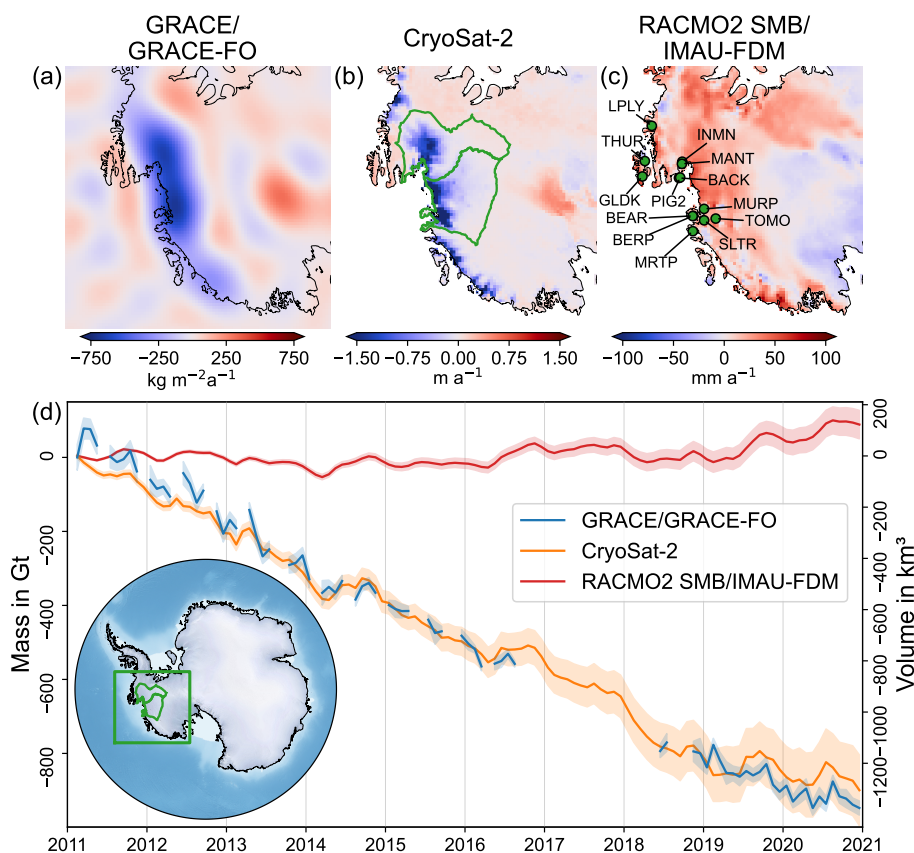 GRACE/
GRACE-FO
CryoSat-2
RACMO2 SMB/
IMAU-FDM
(a)
(b)
(c)
LPLY
THUR
INMN
MANT
BACK
GLDK
PIG2
MURP
BEAR
TOMO
BERP
SLTR
MRTP
−750 −250 250 750
kg m⁻²a⁻¹
−1.50 −0.75 0.00 0.75 1.50
m a⁻¹
−100 −50 0 50 100
mm a⁻¹
(d)
Mass in Gt
0
-200
-400
-600
-800
GRACE/GRACE-FO
CryoSat-2
RACMO2 SMB/IMAU-FDM
Volume in km³
200
0
−200
−400
−600
−800
−1000
−1200
−1400
2011 2012 2013 2014 2015 2016 2017 2018 2019 2020 2021